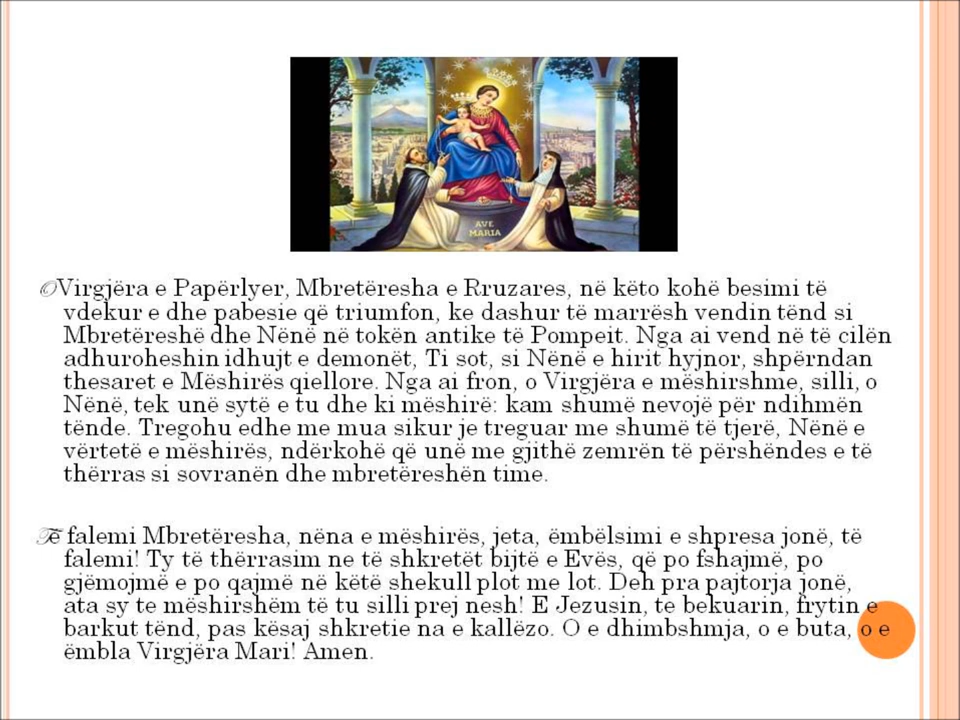 AVE
MARIA
OVirgjëra e Papërlyer, Mbretëresha e Rruzares, në këto kohë besimi të
vdekur e dhe pabesie që triumfon, ke dashur të marrësh vendin tënd si
Mbretëreshë dhe Nënë në tokën antike të Pompeit. Nga ai vend në të cilën
adhuroheshin idhujt e demonët, Ti sot, si Nënë e hirit hyjnor, shpërndan
thesaret e Mëshirës qiellore. Nga ai fron, o Virgjëra e mëshirshme, silli, o
Nënë, tek unë sytë e tu dhe ki mëshirë: kam shumë nevojë për ndihmën
tënde. Tregohu edhe me mua sikur je treguar me shumë të tjerë, Nënë e
vërtetë e mëshirës, ndërkohë që unë me gjithë zemrën të përshëndes e të
thërras si sovranën dhe mbretëreshën time.
Të falemi Mbretëresha, nëna e mëshirës, jeta, ëmbëlsimi e shpresa jonë, të
falemi! Ty të thërrasim ne të shkretët bijtë e Evës, që po fshajmë, po
gjëmojmë e po qajmë në këtë shekull plot me lot. Deh pra pajtorja jonë,
ata sy te mëshirshëm të tu silli prej nesh! E Jezusin, te bekuarin, frytin e
barkut tënd, pas kësaj shkretie na e kallëzo. O e dhimbshmja, o e buta, o e
ëmbla Virgjëra Mari! Amen.